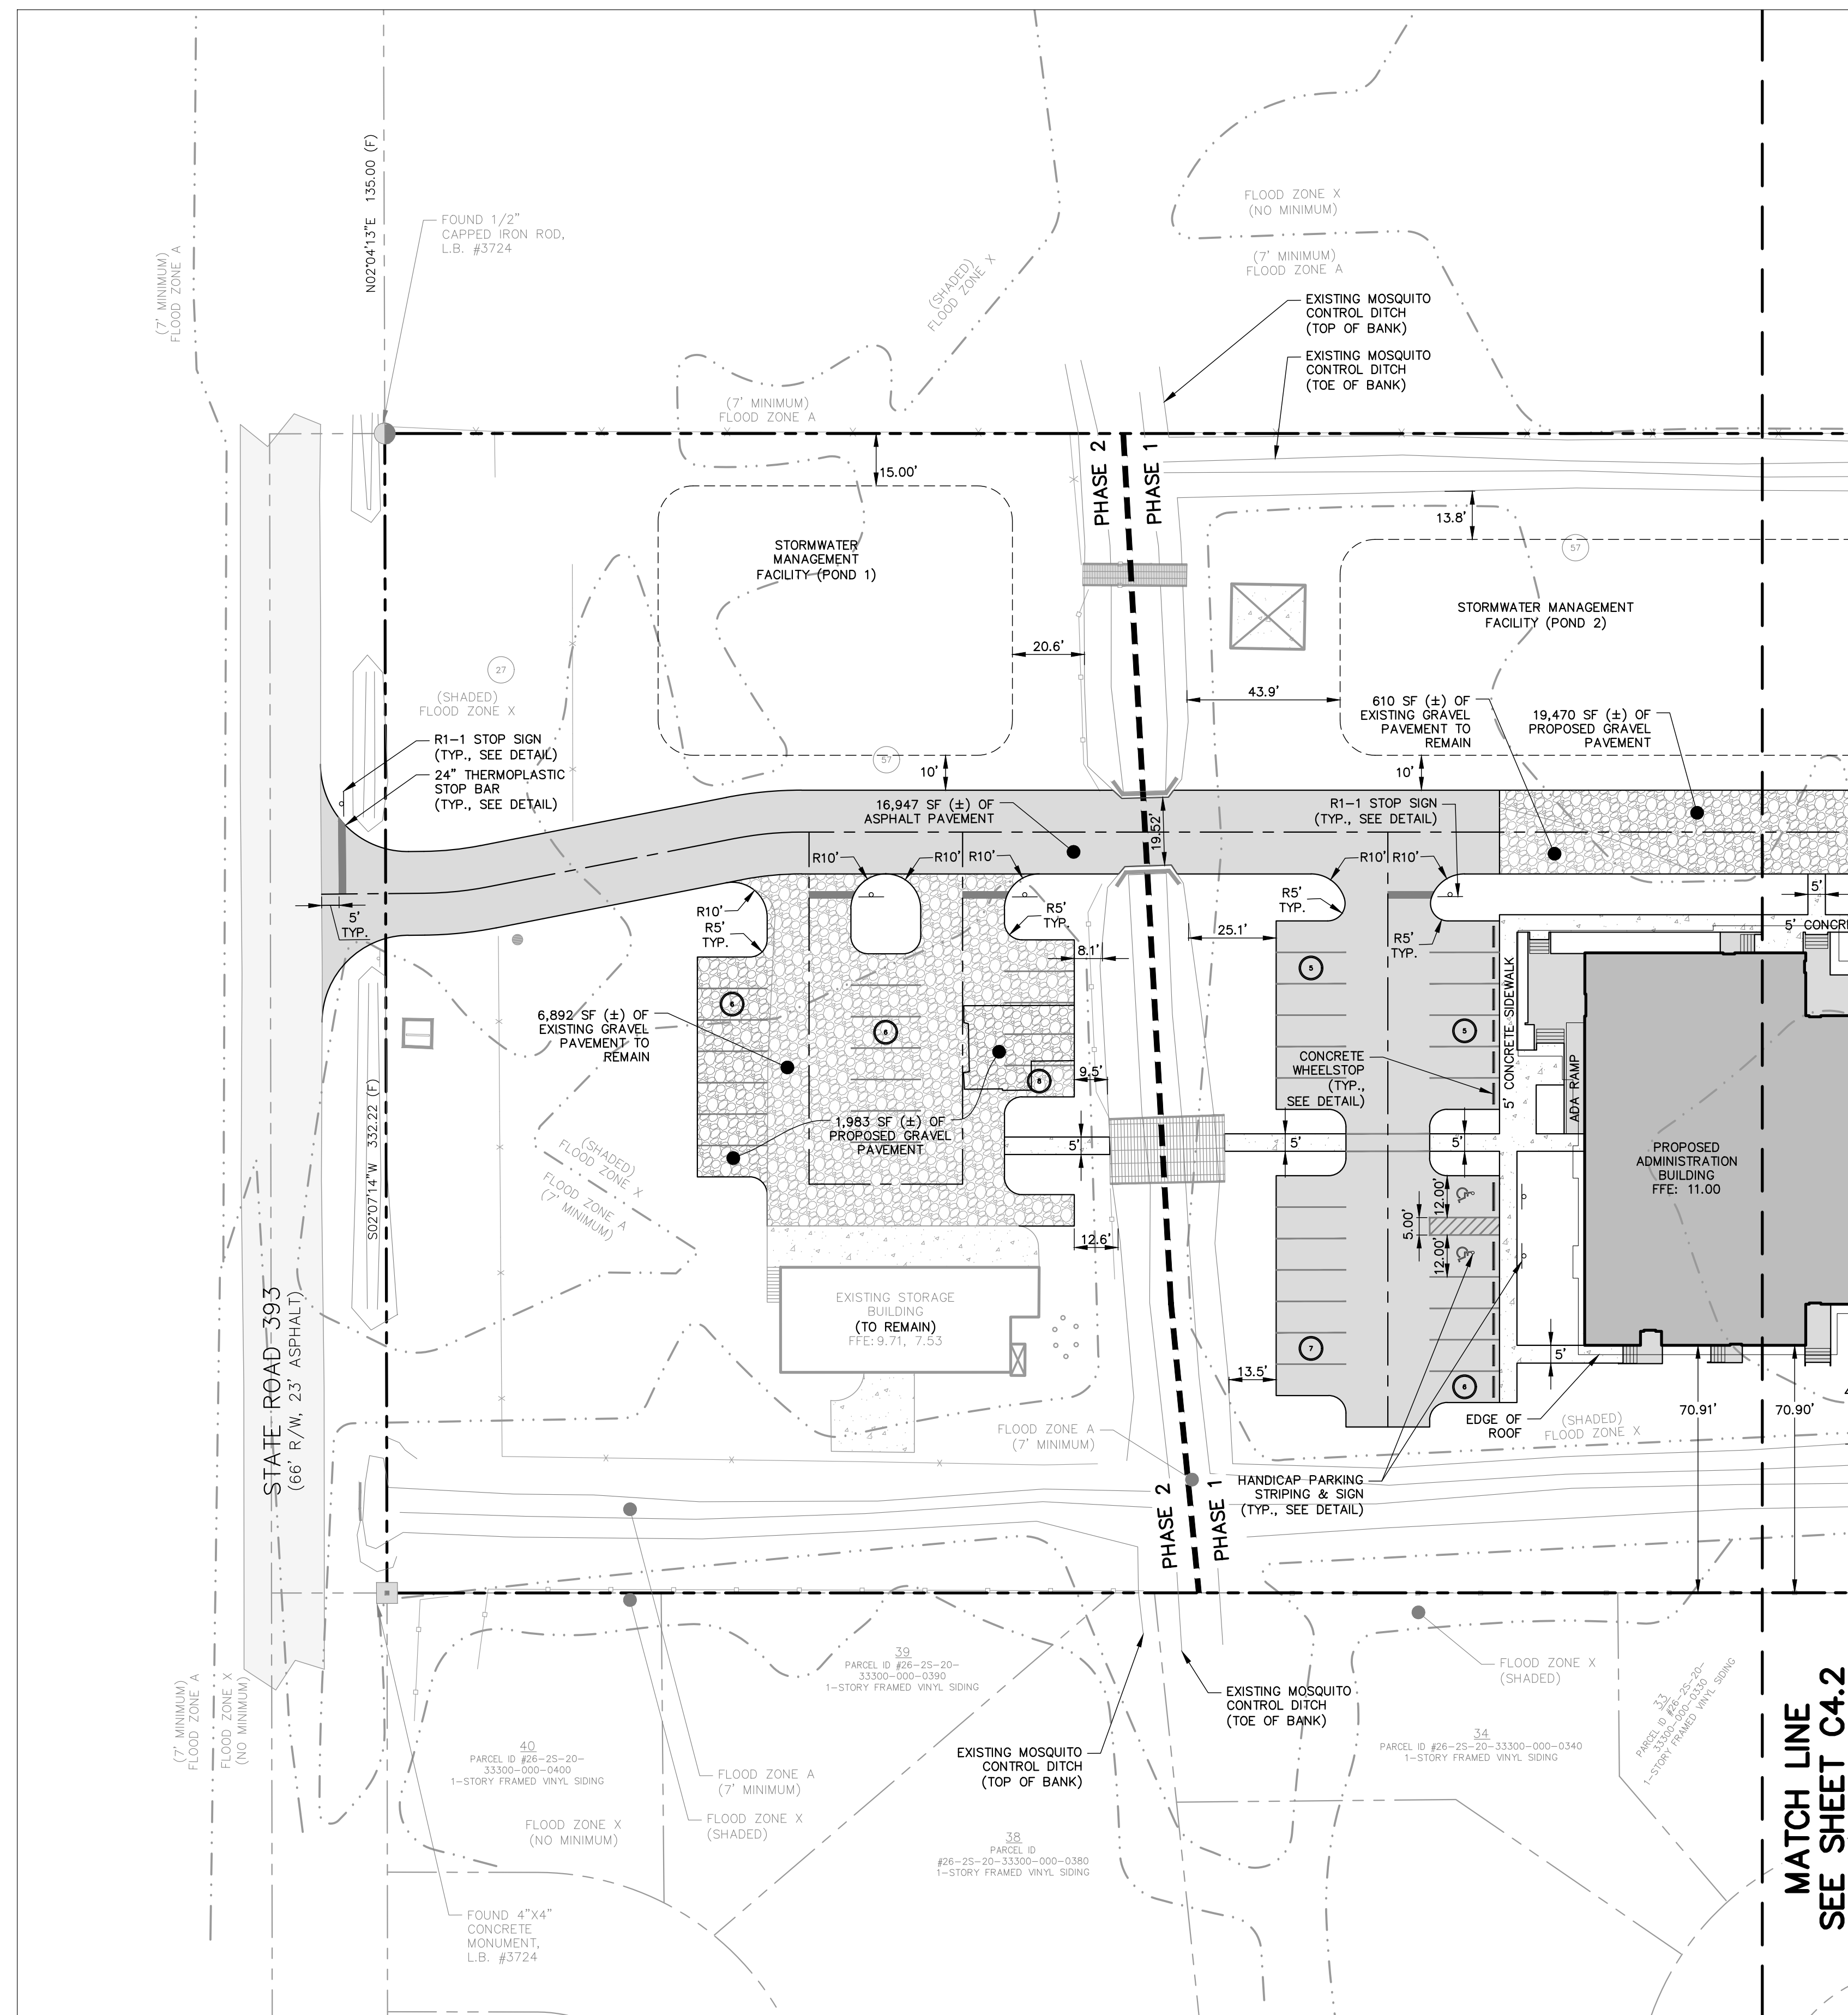 N02°04'13"E 135.00 (F)
FOUND 1/2"
CAPPED IRON ROD,
L.B. #3724
(7' MINIMUM)
FLOOD ZONE A
(SHADED)
FLOOD ZONE X
FLOOD ZONE X
(NO MINIMUM)
(7' MINIMUM)
FLOOD ZONE A
EXISTING MOSQUITO
CONTROL DITCH
(TOP OF BANK)
EXISTING MOSQUITO
CONTROL DITCH
(TOE OF BANK)
(7' MINIMUM)
FLOOD ZONE A
15.00'
PHASE 2
PHASE 1
13.8'
57
STORMWATER
MANAGEMENT
FACILITY (POND 1)
STORMWATER MANAGEMENT
FACILITY (POND 2)
20.6'
43.9'
27
(SHADED)
FLOOD ZONE X
610 SF (±) OF
EXISTING GRAVEL
PAVEMENT TO
REMAIN
19,470 SF (±) OF
PROPOSED GRAVEL
PAVEMENT
R1-1 STOP SIGN
(TYP., SEE DETAIL)
24" THERMOPLASTIC
STOP BAR
(TYP., SEE DETAIL)
57
10'
10'
16,947 SF (±) OF
ASPHALT PAVEMENT
19.52'
R1-1 STOP SIGN
(TYP., SEE DETAIL)
R10'
R10'
R10'
R10'
R10'
5'
TYP.
R10'
R5'
TYP.
R5'
TYP.
R5'
TYP.
R5'
TYP.
8.1'
25.1'
5'
5' CONCRE
6
6
8
5
5
6,892 SF (±) OF
EXISTING GRAVEL
PAVEMENT TO
REMAIN
9.5'
CONCRETE
WHEELSTOP
(TYP.,
SEE DETAIL)
5' CONCRETE SIDEWALK
ADA RAMP
1,983 SF (±) OF
PROPOSED GRAVEL
PAVEMENT
5'
5'
5'
PROPOSED
ADMINISTRATION
BUILDING
FFE: 11.00
S02°07'14"W 332.22 (F)
(SHADED)
FLOOD ZONE X
FLOOD ZONE A
(7' MINIMUM)
12.00'
5.00'
12.00'
12.6'
EXISTING STORAGE
BUILDING
(TO REMAIN)
FFE: 9.71, 7.53
STATE ROAD 393
(66' R/W, 23' ASPHALT)
7
6
13.5'
5'
70.91'
70.90'
4
EDGE OF
ROOF
(SHADED)
FLOOD ZONE X
FLOOD ZONE A
(7' MINIMUM)
HANDICAP PARKING
STRIPING & SIGN
(TYP., SEE DETAIL)
PHASE 2
PHASE 1
39
PARCEL ID #26-2S-20-
33300-000-0390
1-STORY FRAMED VINYL SIDING
FLOOD ZONE X
(SHADED)
33
PARCEL ID #26-2S-20-
33300-000-0330
1-STORY FRAMED VINYL SIDING
EXISTING MOSQUITO
CONTROL DITCH
(TOE OF BANK)
(7' MINIMUM)
FLOOD ZONE A
FLOOD ZONE X
(NO MINIMUM)
40
PARCEL ID #26-2S-20-
33300-000-0400
1-STORY FRAMED VINYL SIDING
34
PARCEL ID #26-2S-20-33300-000-0340
1-STORY FRAMED VINYL SIDING
EXISTING MOSQUITO
CONTROL DITCH
(TOP OF BANK)
FLOOD ZONE A
(7' MINIMUM)
FLOOD ZONE X
(SHADED)
FLOOD ZONE X
(NO MINIMUM)
38
PARCEL ID
#26-2S-20-33300-000-0380
1-STORY FRAMED VINYL SIDING
MATCH LINE
SEE SHEET C4.2
FOUND 4"X4"
CONCRETE
MONUMENT,
L.B. #3724